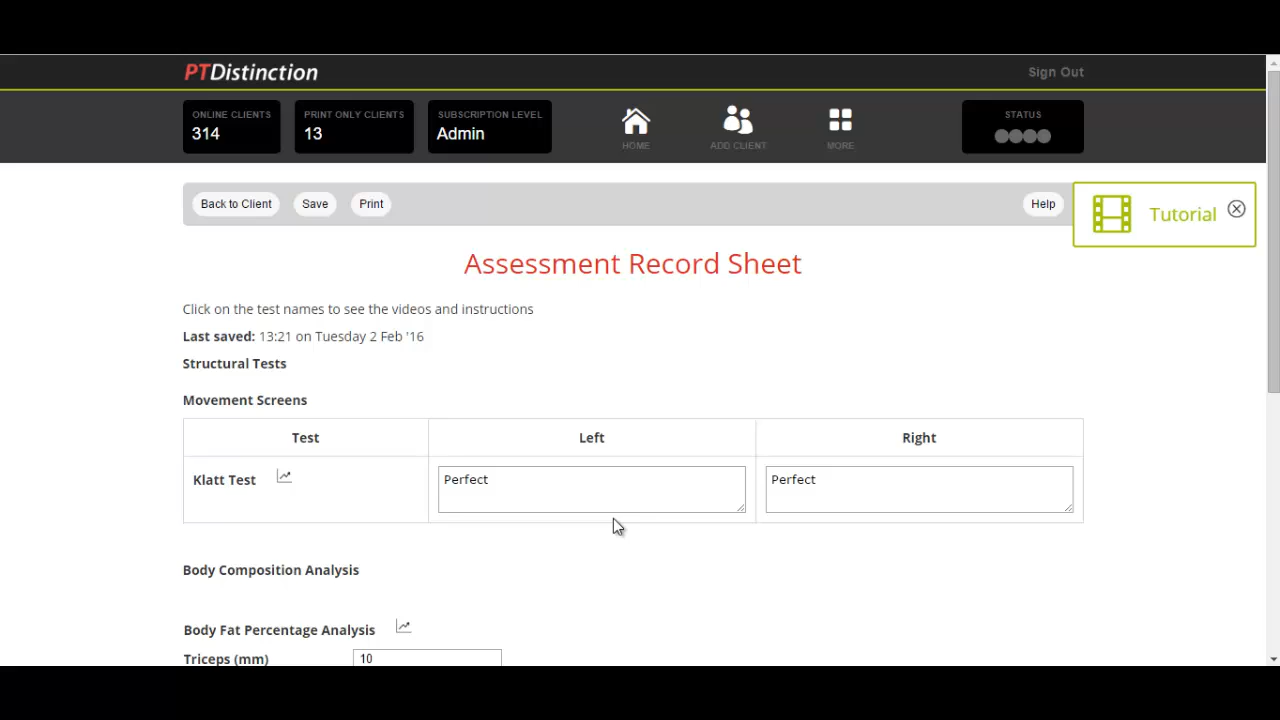 PTDistinction
Sign Out
ONLINE CLIENTS
314
PRINT ONLY CLIENTS
13
SUBSCRIPTION LEVEL
Admin
HOME
ADD CLIENT
MORE
STATUS
Back to Client
Save
Print
Help
Tutorial
Assessment Record Sheet
Click on the test names to see the videos and instructions
Last saved: 13:21 on Tuesday 2 Feb '16
Structural Tests
Movement Screens
Test Left Right
Klatt Test Perfect Perfect
Body Composition Analysis
Body Fat Percentage Analysis
Triceps (mm) 10